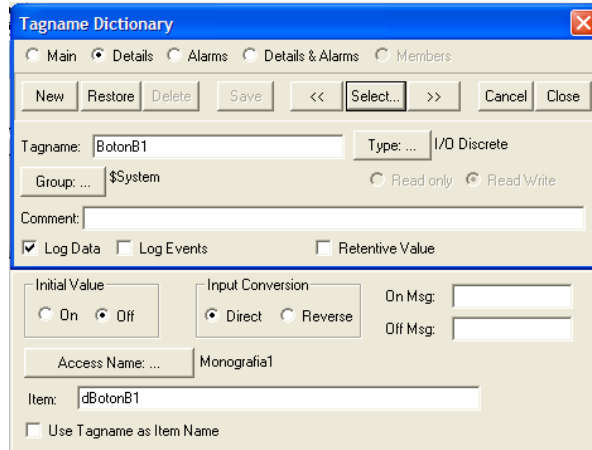 Tagname Dictionary
Main Details Alarms Details & Alarms Members
New Restore Delete Save << Select... >> Cancel Close
Tagname: BotonB1 Type: ... I/O Discrete
Group: ... $System Read only Read Write
Comment:
Log Data Log Events Retentive Value
Initial Value Input Conversion On Msg:
On Off Direct Reverse Off Msg:
Access Name: ... Monografia1
Item: dBotonB1
Use Tagname as Item Name